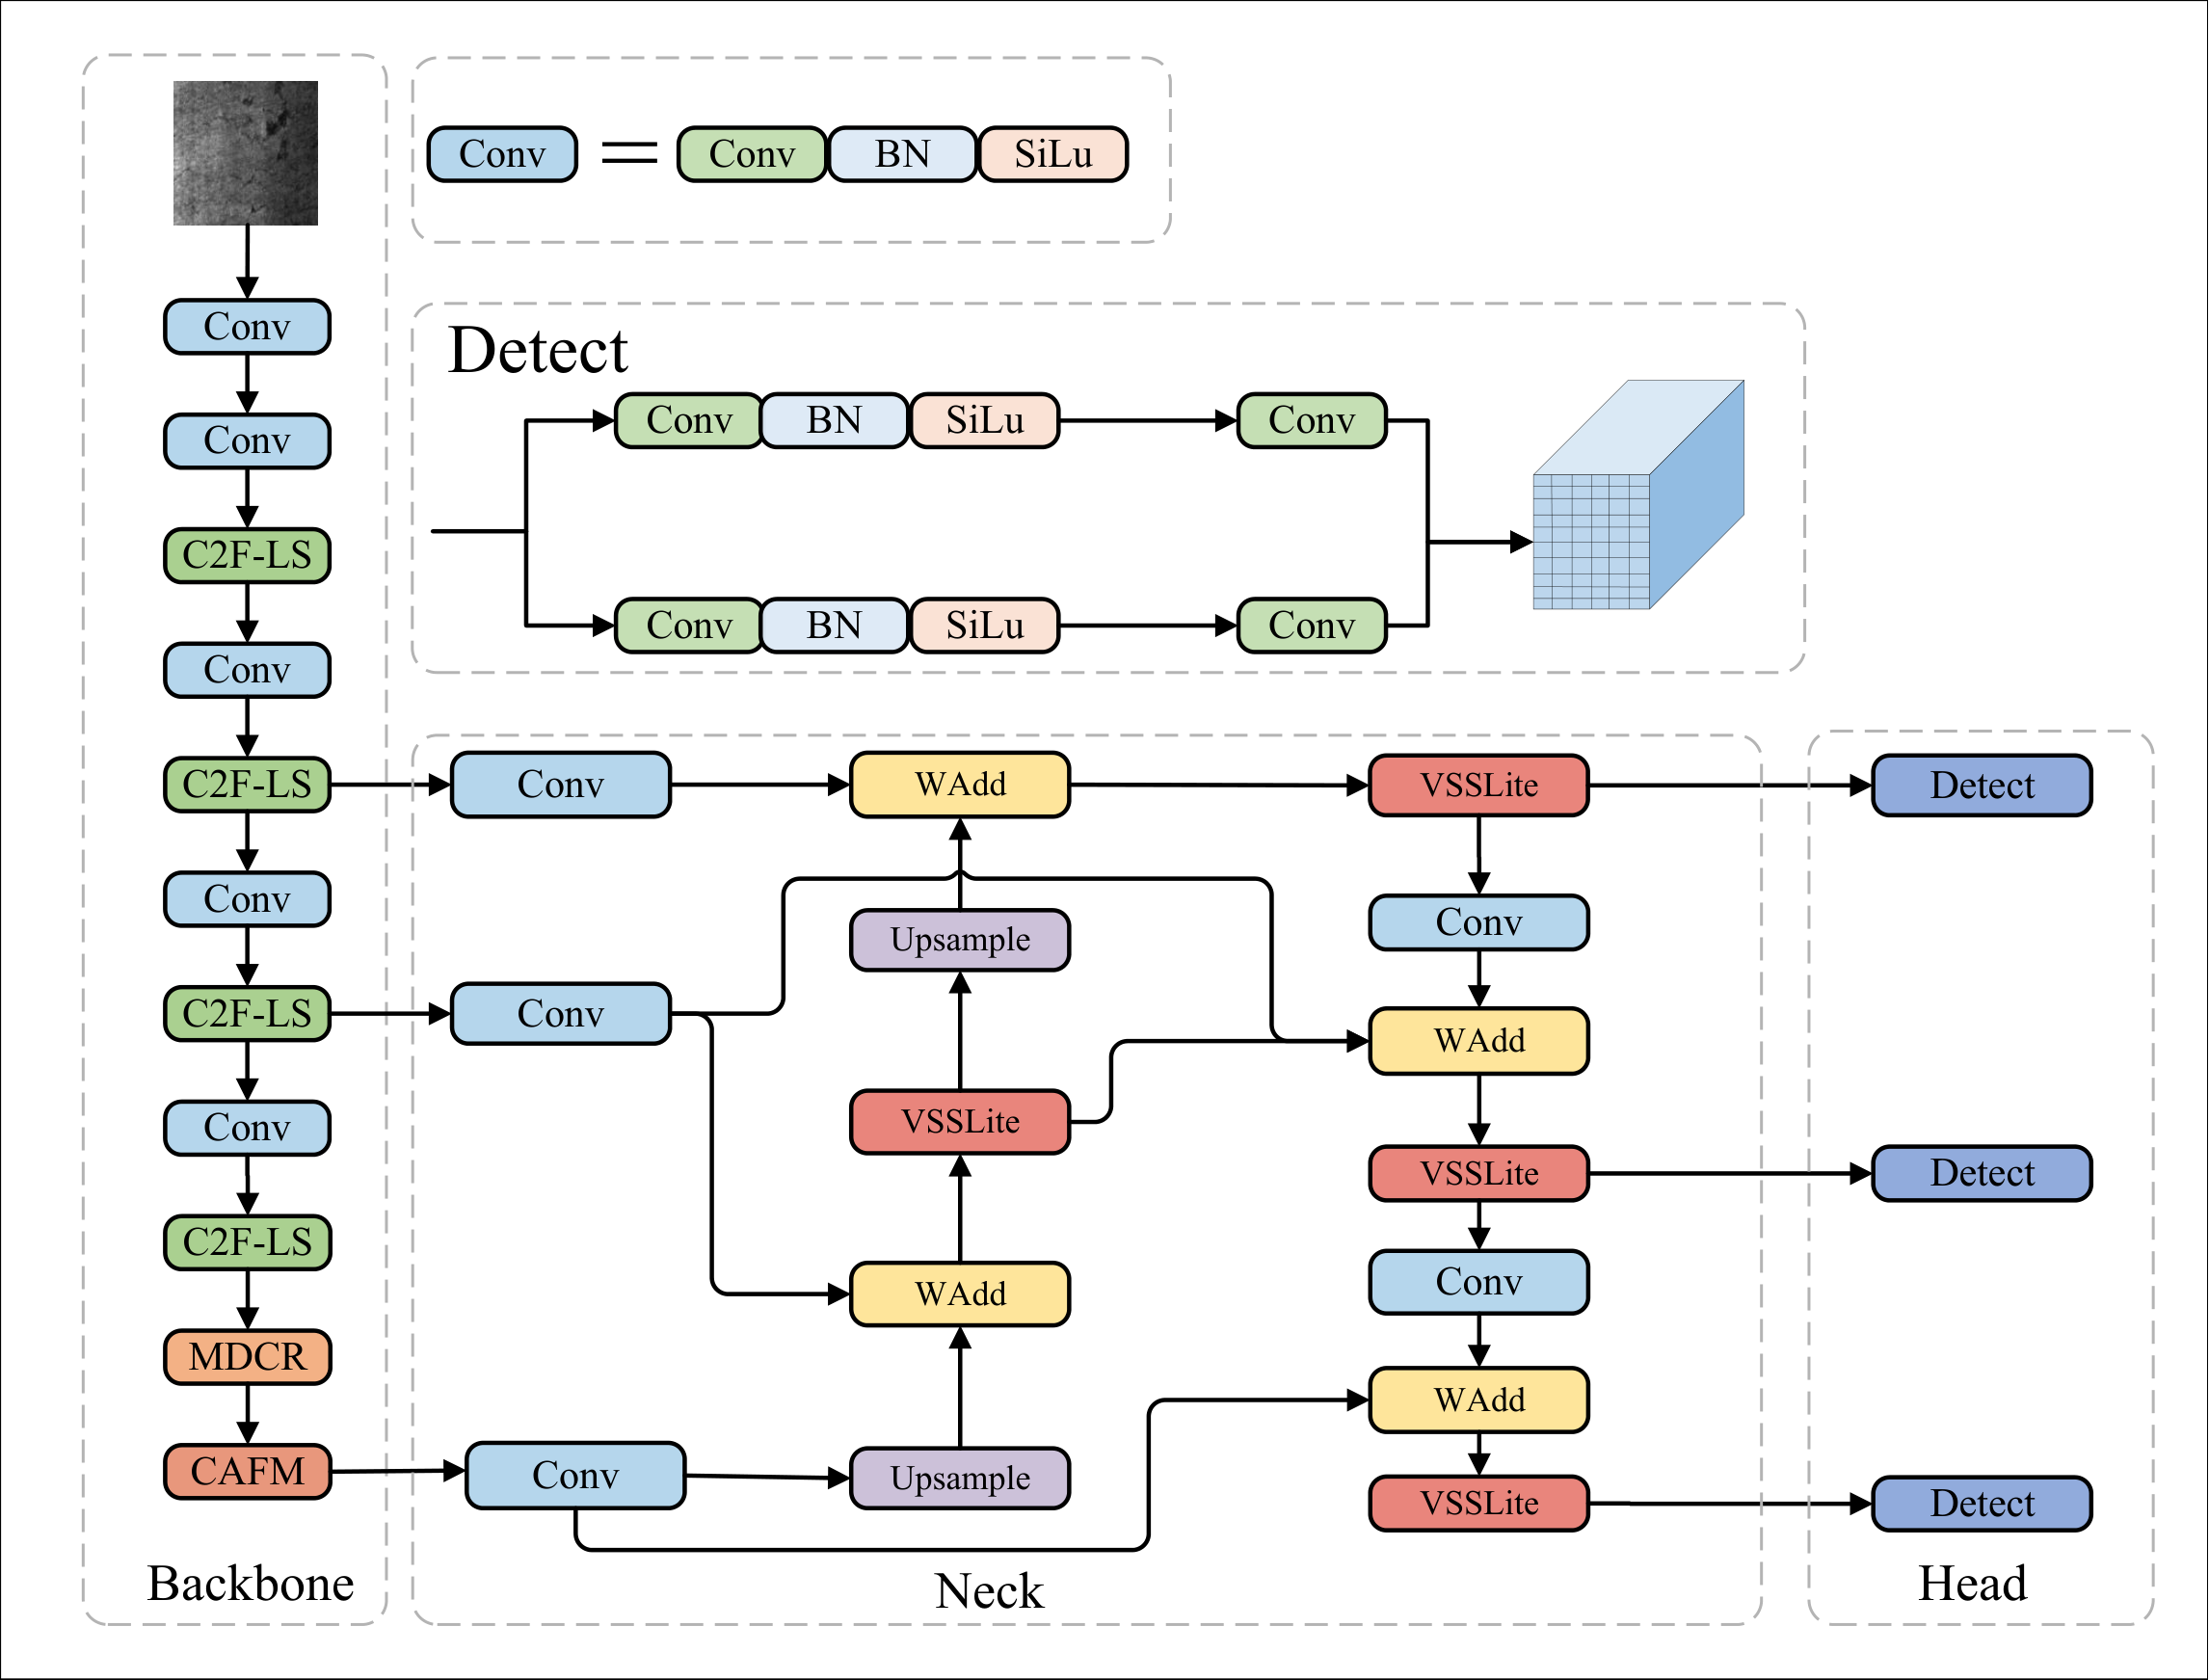 Conv = Conv BN SiLu
Detect
Conv BN SiLu Conv
Conv BN SiLu Conv
Conv
Conv
C2F-LS
Conv
C2F-LS
Conv
C2F-LS
Conv
C2F-LS
MDCR
CAFM
Backbone
Conv WAdd VSSLite
Upsample Conv
Conv WAdd
VSSLite VSSLite
WAdd Conv
WAdd
Conv Upsample VSSLite
Neck
Detect
Detect
Detect
Head